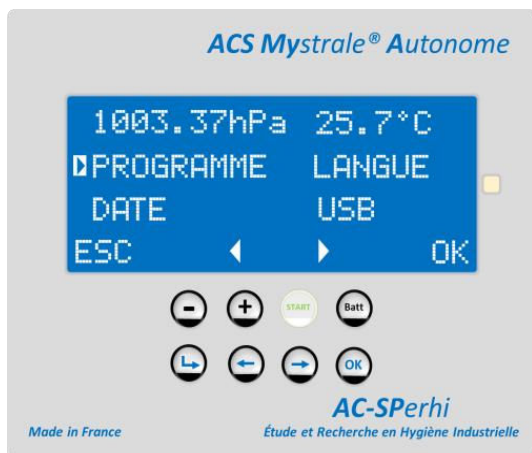 ACS Mystrale® Autonome
1003.37hPa 25.7°C
PROGRAMME LANGUE
DATE USB
ESC OK
- + START Batt
OK
AC-SPerhi
Made in France Étude et Recherche en Hygiène Industrielle